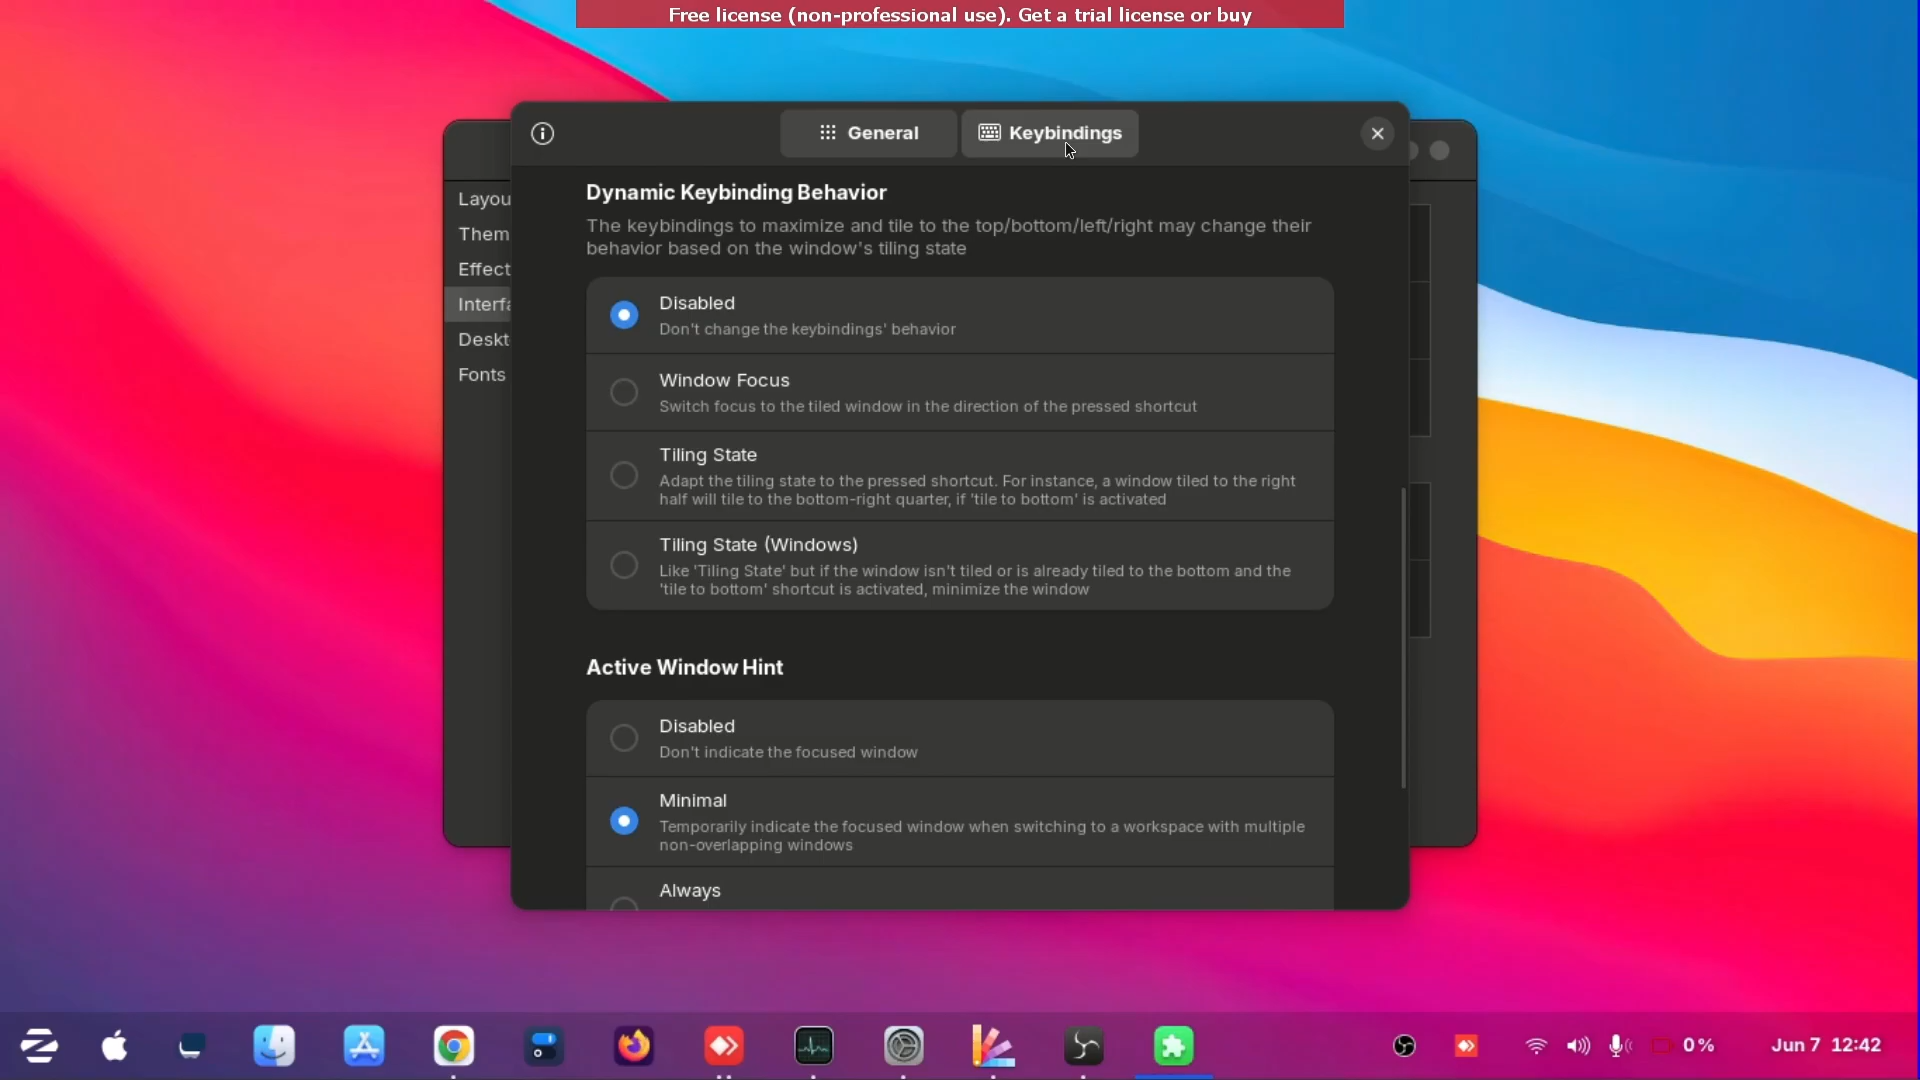 Free license (non-professional use). Get a trial license or buy
General
Keybindings
Layou
Them
Effect
Interfa
Deskt
Fonts
Dynamic Keybinding Behavior
The keybindings to maximize and tile to the top/bottom/left/right may change their
behavior based on the window's tiling state
Disabled
Don't change the keybindings' behavior
Window Focus
Switch focus to the tiled window in the direction of the pressed shortcut
Tiling State
Adapt the tiling state to the pressed shortcut. For instance, a window tiled to the right
half will tile to the bottom-right quarter, if 'tile to bottom' is activated
Tiling State (Windows)
Like 'Tiling State' but if the window isn't tiled or is already tiled to the bottom and the
'tile to bottom' shortcut is activated, minimize the window
Active Window Hint
Disabled
Don't indicate the focused window
Minimal
Temporarily indicate the focused window when switching to a workspace with multiple
non-overlapping windows
Always
0 %
Jun 7 12:42